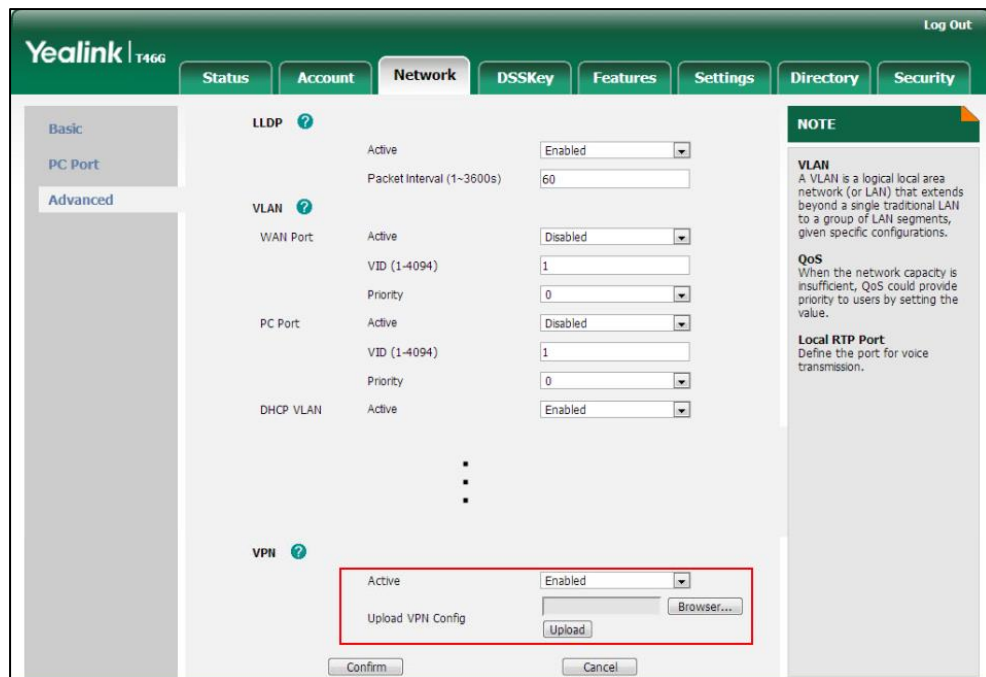 Log Out
Yealink | T46G
Status Account Network DSSKey Features Settings Directory Security
Basic
PC Port
Advanced
LLDP ?
Active Enabled
Packet Interval (1~3600s) 60
VLAN ?
WAN Port Active Disabled
VID (1-4094) 1
Priority 0
PC Port Active Disabled
VID (1-4094) 1
Priority 0
DHCP VLAN Active Enabled
VPN ?
Active Enabled
Upload VPN Config Browser...
Upload
Confirm Cancel
NOTE
VLAN
A VLAN is a logical local area
network (or LAN) that extends
beyond a single traditional LAN
to a group of LAN segments,
given specific configurations.
QoS
When the network capacity is
insufficient, QoS could provide
priority to users by setting the
value.
Local RTP Port
Define the port for voice
transmission.